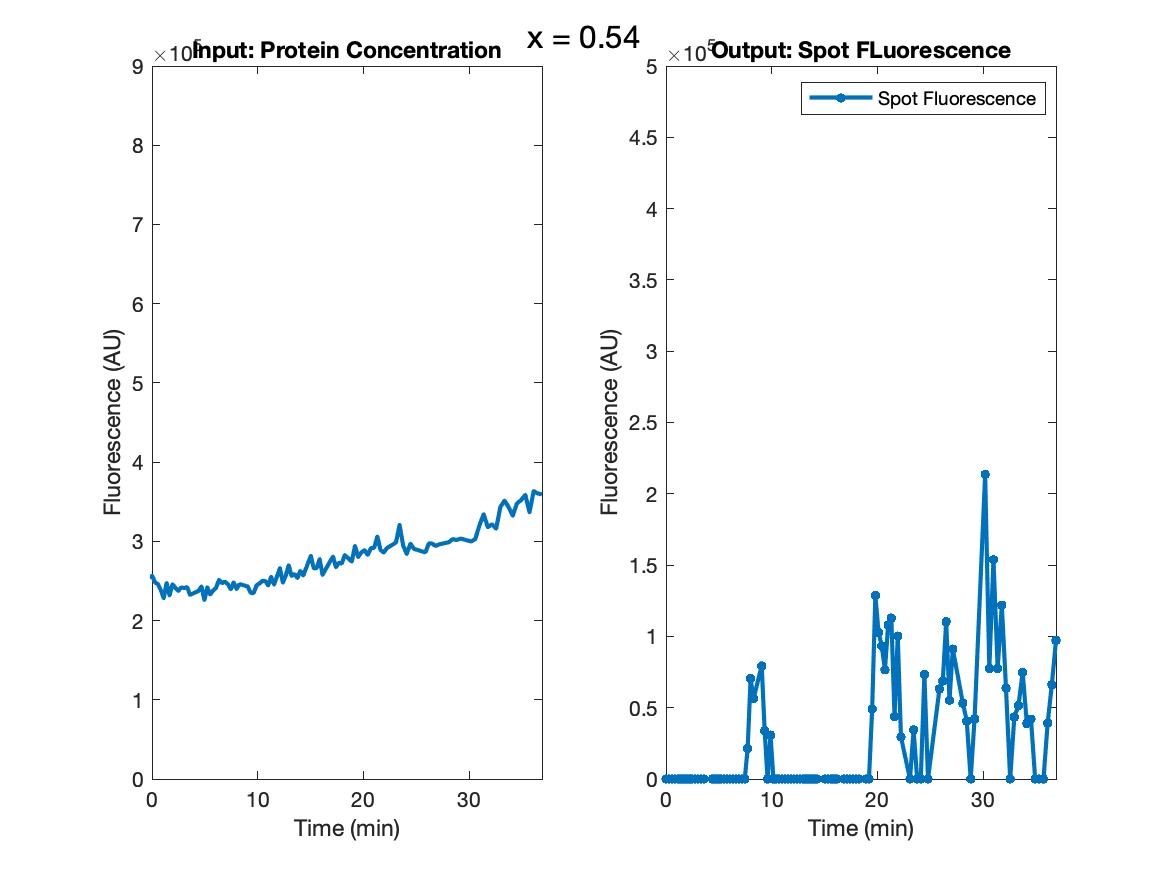 x = 0.54
×10⁵
Input: Protein Concentration
9
8
7
6
5
4
3
2
1
0
Fluorescence (AU)
0 10 20 30
Time (min)
×10⁵
Output: Spot FLuorescence
Spot Fluorescence
5
4.5
4
3.5
3
2.5
2
1.5
1
0.5
0
Fluorescence (AU)
0 10 20 30
Time (min)